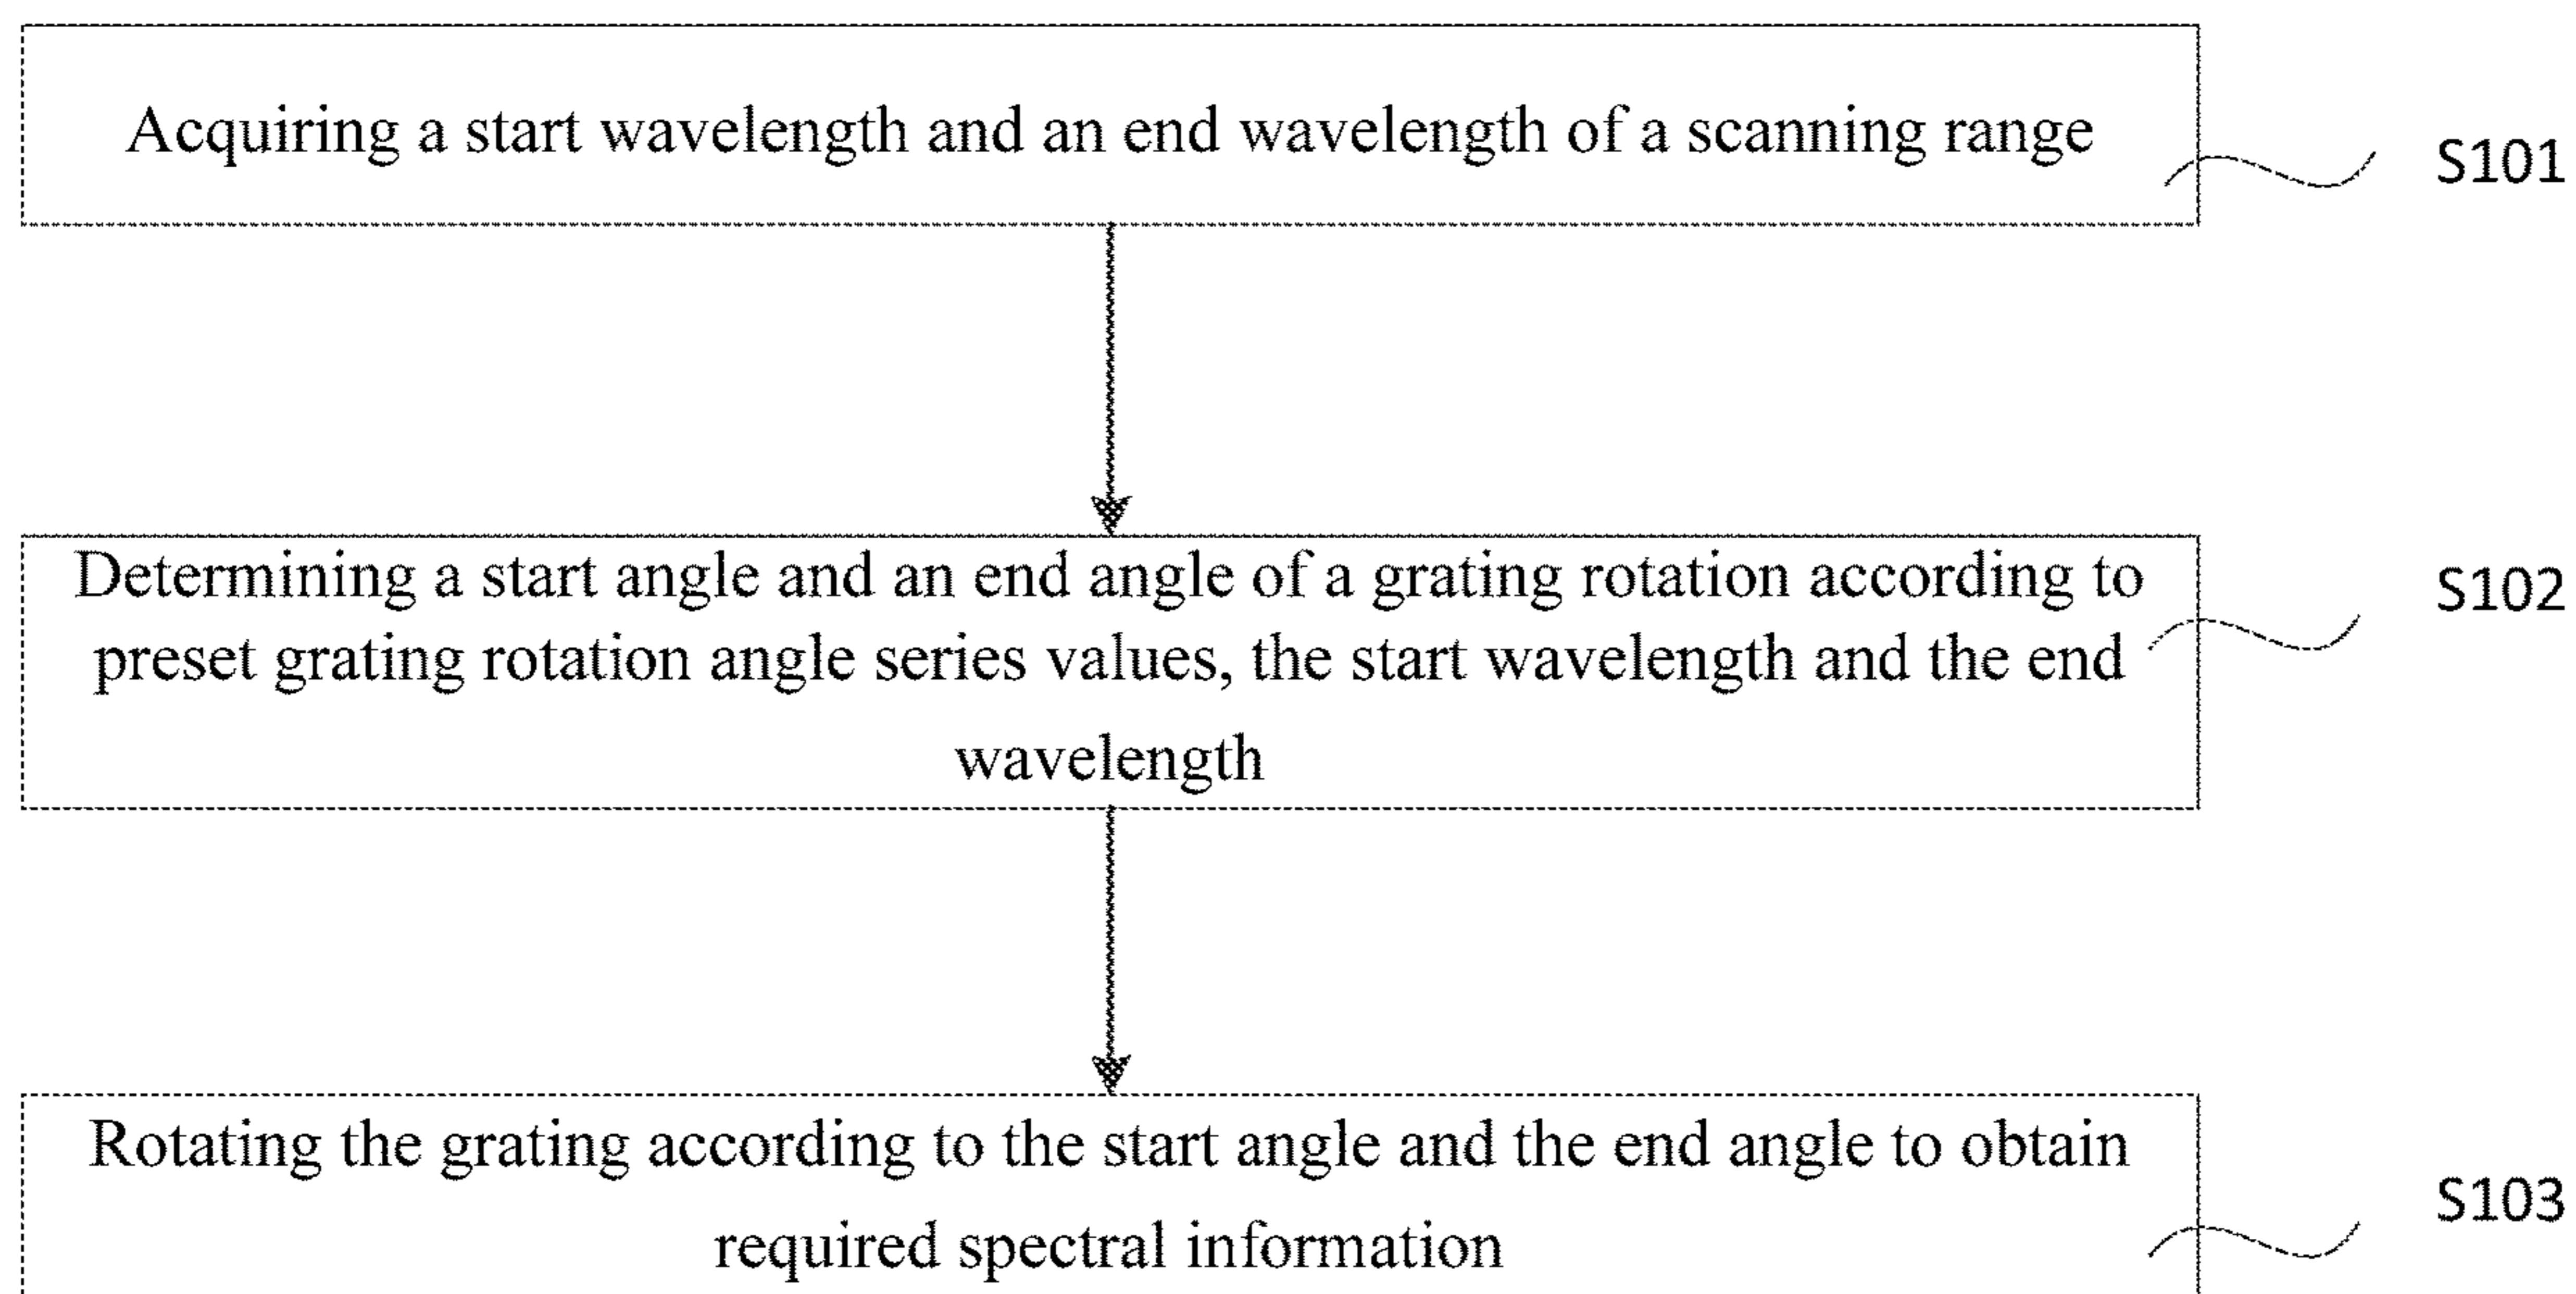 Acquiring a start wavelength and an end wavelength of a scanning range
S101
Determining a start angle and an end angle of a grating rotation according to
preset grating rotation angle series values, the start wavelength and the end
wavelength
S102
Rotating the grating according to the start angle and the end angle to obtain
required spectral information
S103